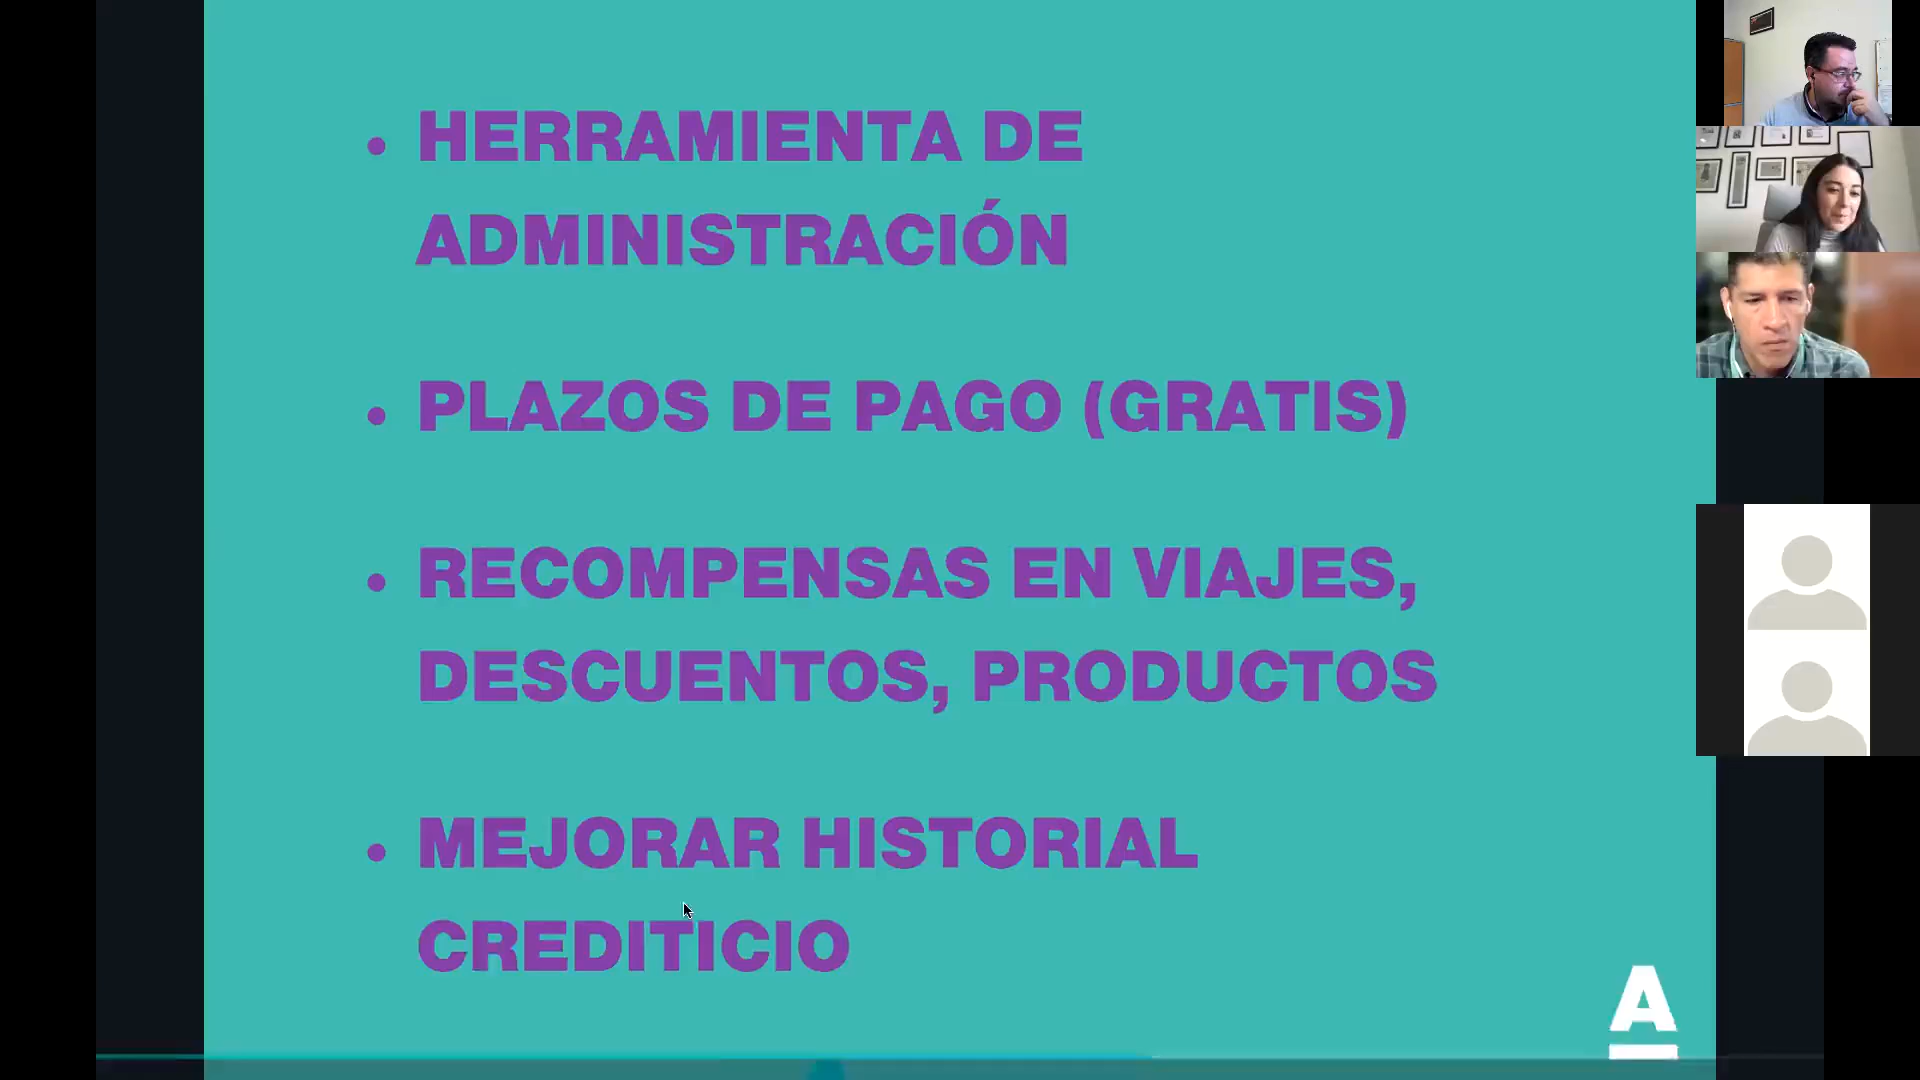 HERRAMIENTA DE
ADMINISTRACIÓN
PLAZOS DE PAGO (GRATIS)
RECOMPENSAS EN VIAJES,
DESCUENTOS, PRODUCTOS
MEJORAR HISTORIAL
CREDITICIO
A